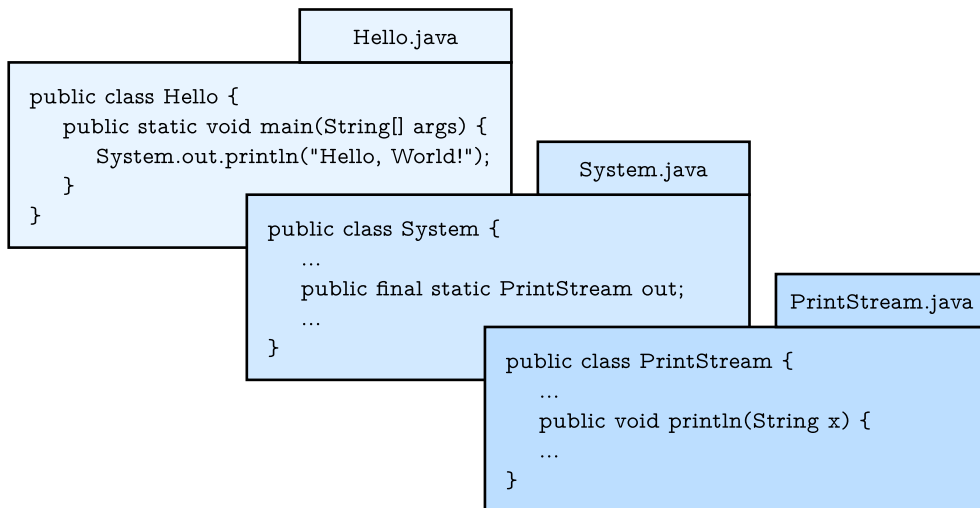 Hello.java
public class Hello {
public static void main(String[] args) {
System.out.println("Hello, World!");
}
}
System.java
public class System {
...
public final static PrintStream out;
...
}
PrintStream.java
public class PrintStream {
...
public void println(String x) {
...
}